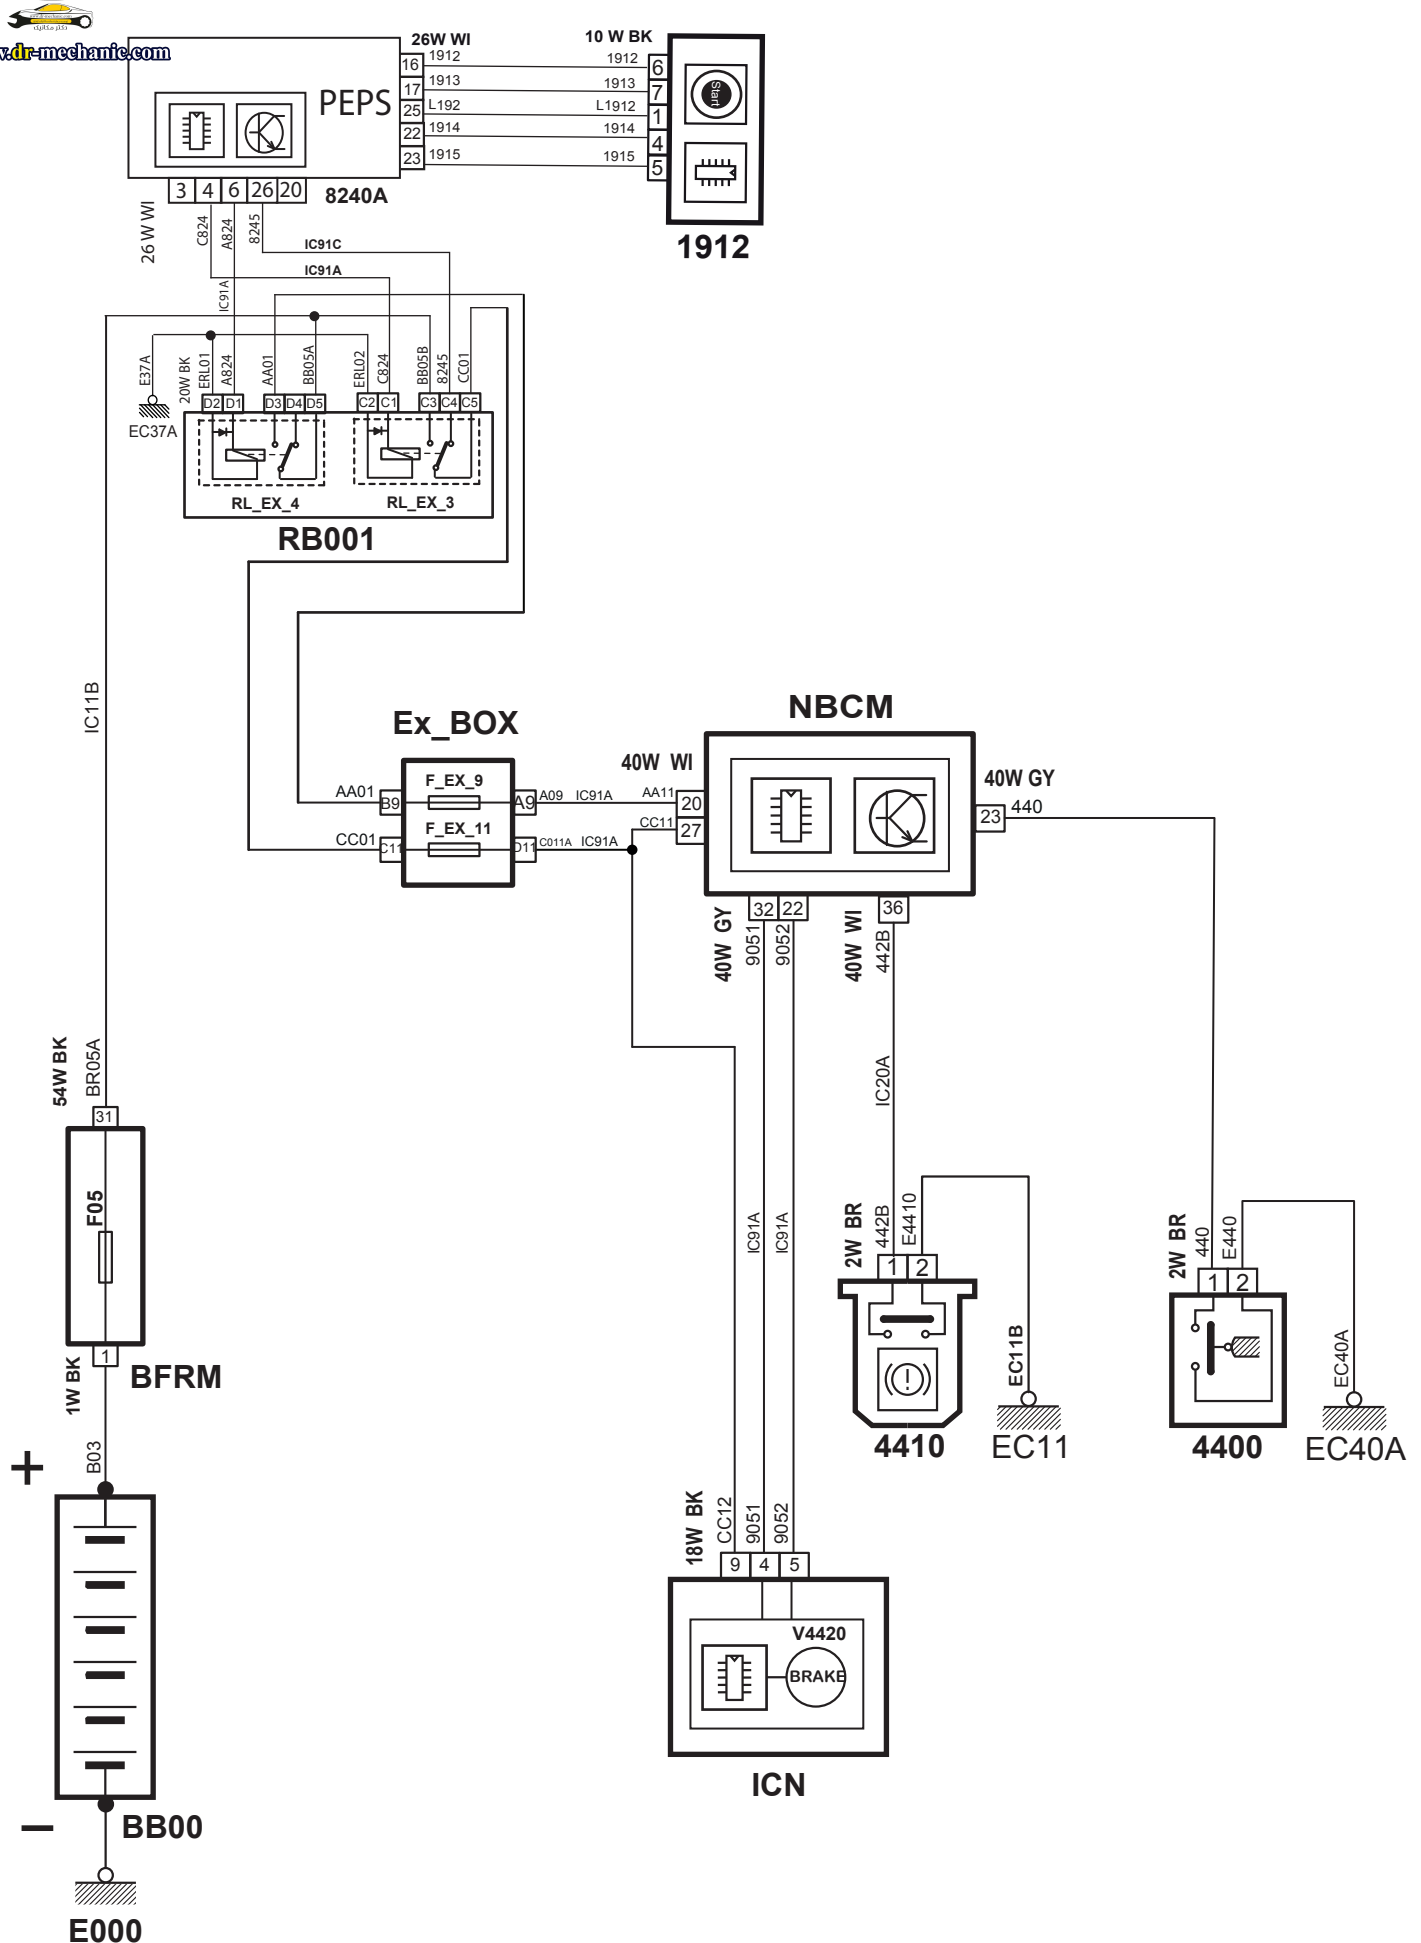 دکتر مکانیک
w.dr-mechanic.com
26W WI
10 W BK
PEPS
16 1912 1912 6
17 1913 1913 7
25 L192 L1912 1
22 1914 1914 4
23 1915 1915 5
Start
1912
3 4 6 26 20
8240A
26 W WI
C824
A824
8245
IC91C
IC91A
IC91A
E37A
EC37A
20W BK
ERL01
A824
AA01
BB05A
ERL02
C824
BB05B
8245
CC01
D2 D1 D3 D4 D5 C2 C1 C3 C4 C5
RL_EX_4
RL_EX_3
RB001
IC11B
Ex_BOX
NBCM
40W WI
40W GY
AA01 B9 F_EX_9 A9 A09 IC91A AA11 20
CC01 C11 F_EX_11 D11 C011A IC91A CC11 27
23 440
32 22
36
40W GY
9051
9052
40W WI
442B
54W BK
BR05A
IC20A
31
F05
1
BFRM
1W BK
B03
IC91A
IC91A
2W BR
442B
E4410
1 2
EC11B
4410
EC11
2W BR
440
E440
1 2
EC40A
4400
EC40A
+
18W BK
CC12
9051
9052
9 4 5
V4420
BRAKE
ICN
−
BB00
E000